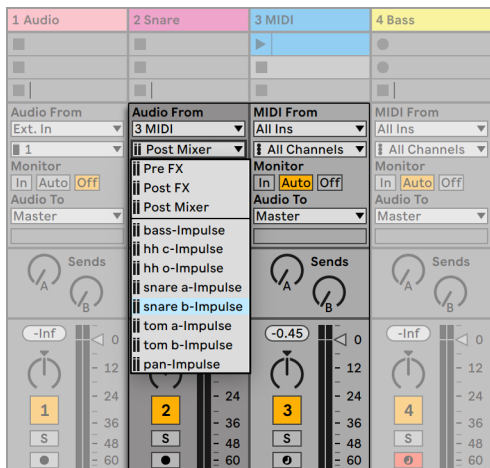 1 Audio 2 Snare 3 MIDI 4 Bass
Audio From Audio From MIDI From MIDI From
Ext. In 3 MIDI All Ins All Ins
1 Post Mixer All Channels All Channels
Monitor Pre FX Monitor Monitor
In Auto Off Post FX In Auto Off In Auto Off
Audio To Post Mixer Audio To Audio To
Master Master Master
bass-Impulse
hh c-Impulse
Sends hh o-Impulse Sends Sends
snare a-Impulse
A B snare b-Impulse A B A B
tom a-Impulse
-Inf 0 tom b-Impulse -0.45 0 -Inf 0
12 pan-Impulse 12 12
24 24 24 24
1 2 3 4
36 36 36 36
S 48 S 48 S 48 S 48
60 60 60 60